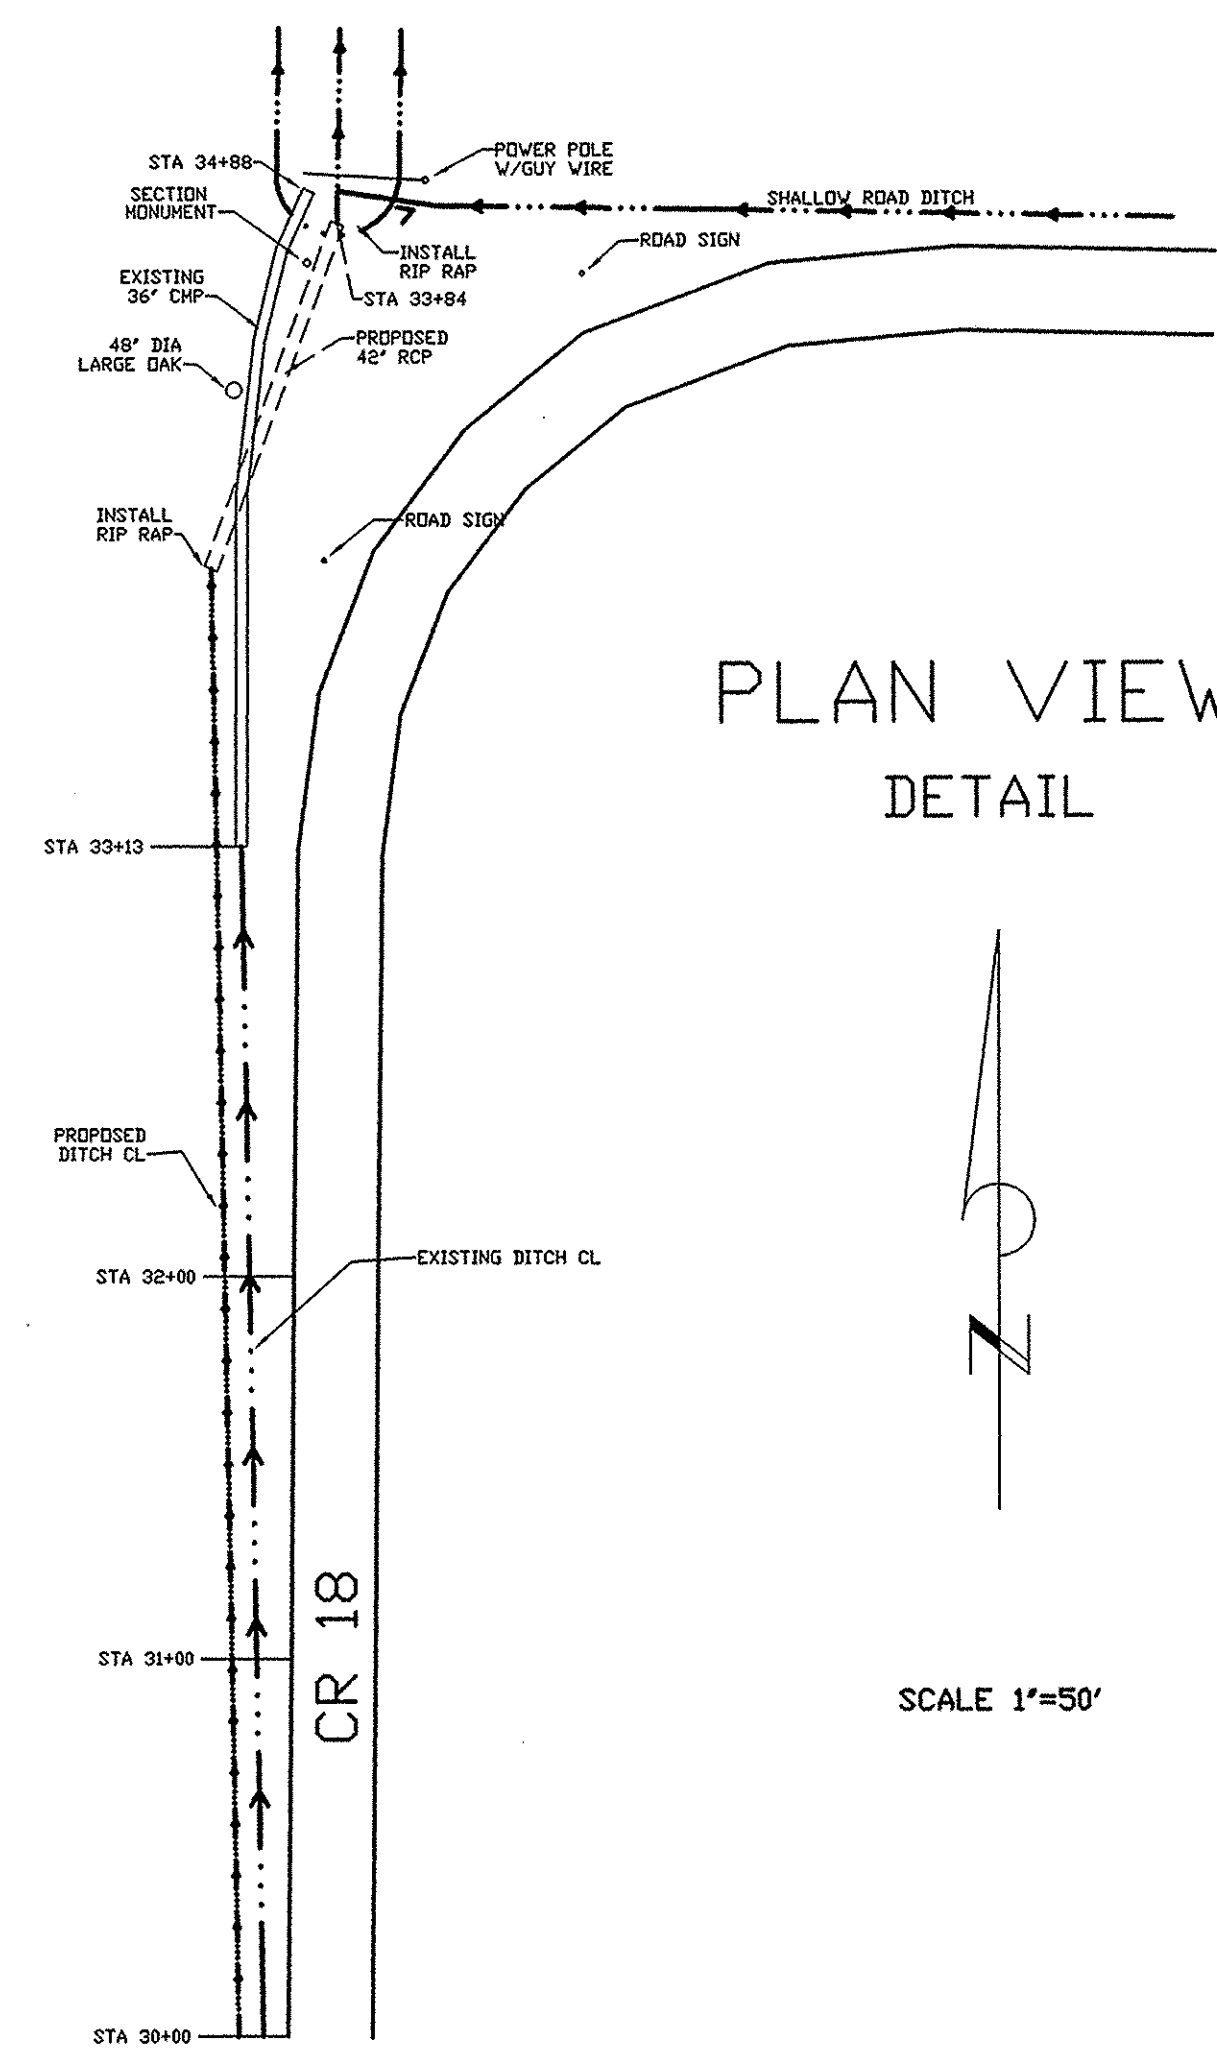 STA 34+88
POWER POLE
W/GUY WIRE
SECTION
MONUMENT
SHALLOW ROAD DITCH
INSTALL
RIP RAP
ROAD SIGN
EXISTING
36" CMP
STA 33+84
48" DIA
LARGE OAK
PROPOSED
42" RCP
INSTALL
RIP RAP
ROAD SIGN
PLAN VIEW
DETAIL
STA 33+13
PROPOSED
DITCH CL
EXISTING DITCH CL
STA 32+00
N
CR 18
STA 31+00
SCALE 1"=50'
STA 30+00